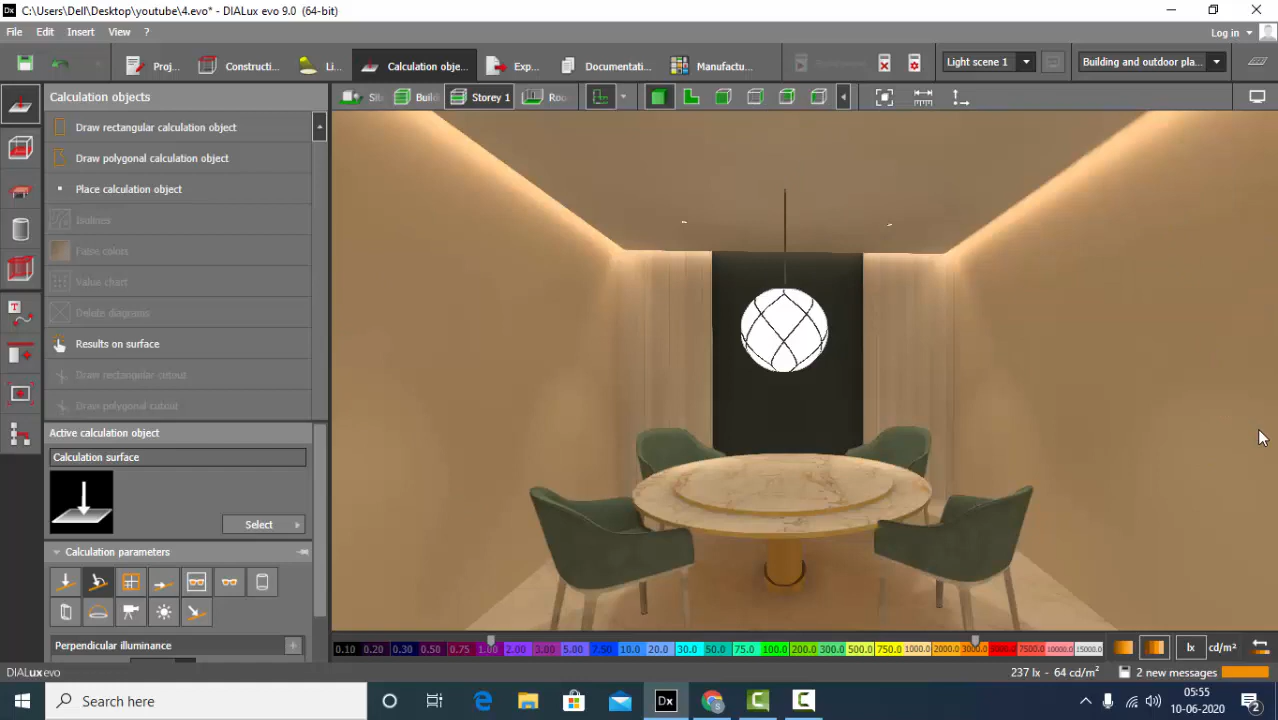 C:\Users\Dell\Desktop\youtube\4.evo* - DIALux evo 9.0 (64-bit)
File Edit Insert View ?
Log in
Proj... Constructi... Li... Calculation obje... Exp... Documentati... Manufactu...
Light scene 1
Building and outdoor pla...
Calculation objects
Storey 1
Draw rectangular calculation object
Draw polygonal calculation object
Place calculation object
Isolines
False colors
Value chart
Delete diagrams
Results on surface
Draw rectangular cutout
Draw polygonal cutout
Active calculation object
Calculation surface
Select
Calculation parameters
Perpendicular illuminance
0.10 0.20 0.30 0.50 0.75 1.00 2.00 3.00 5.00 7.50 10.0 20.0 30.0 50.0 75.0 100.0 200.0 300.0 500.0 750.0 1000.0 2000.0 3000.0 5000.0 7500.0 10000.0 15000.0
lx cd/m²
DIALux evo
237 lx - 64 cd/m²
2 new messages
Search here
05:55
10-06-2020
2